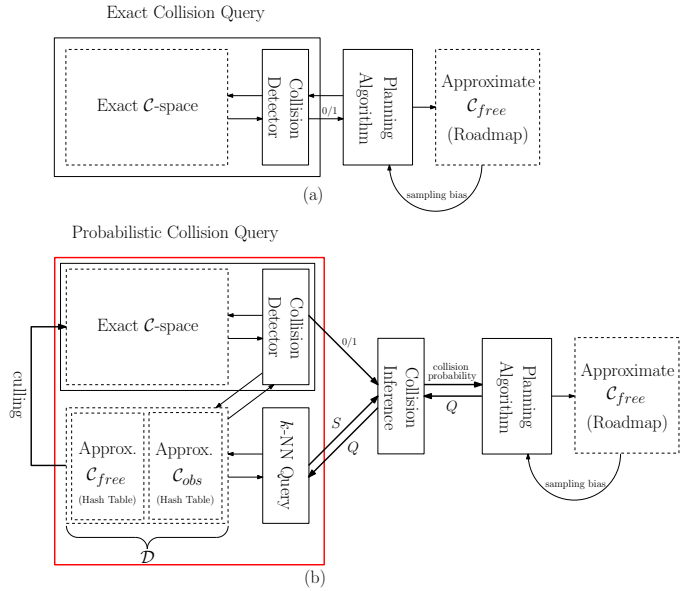 Exact Collision Query
Exact 𝒞-space
Collision
Detector
0/1
Planning
Algorithm
Approximate
𝒞free
(Roadmap)
sampling bias
(a)
Probabilistic Collision Query
culling
Exact 𝒞-space
Collision
Detector
0/1
Approx.
𝒞free
(Hash Table)
Approx.
𝒞obs
(Hash Table)
𝒟
k-NN Query
S
Q
Collision
Inference
collision
probability
Q
Planning
Algorithm
Approximate
𝒞free
(Roadmap)
sampling bias
(b)